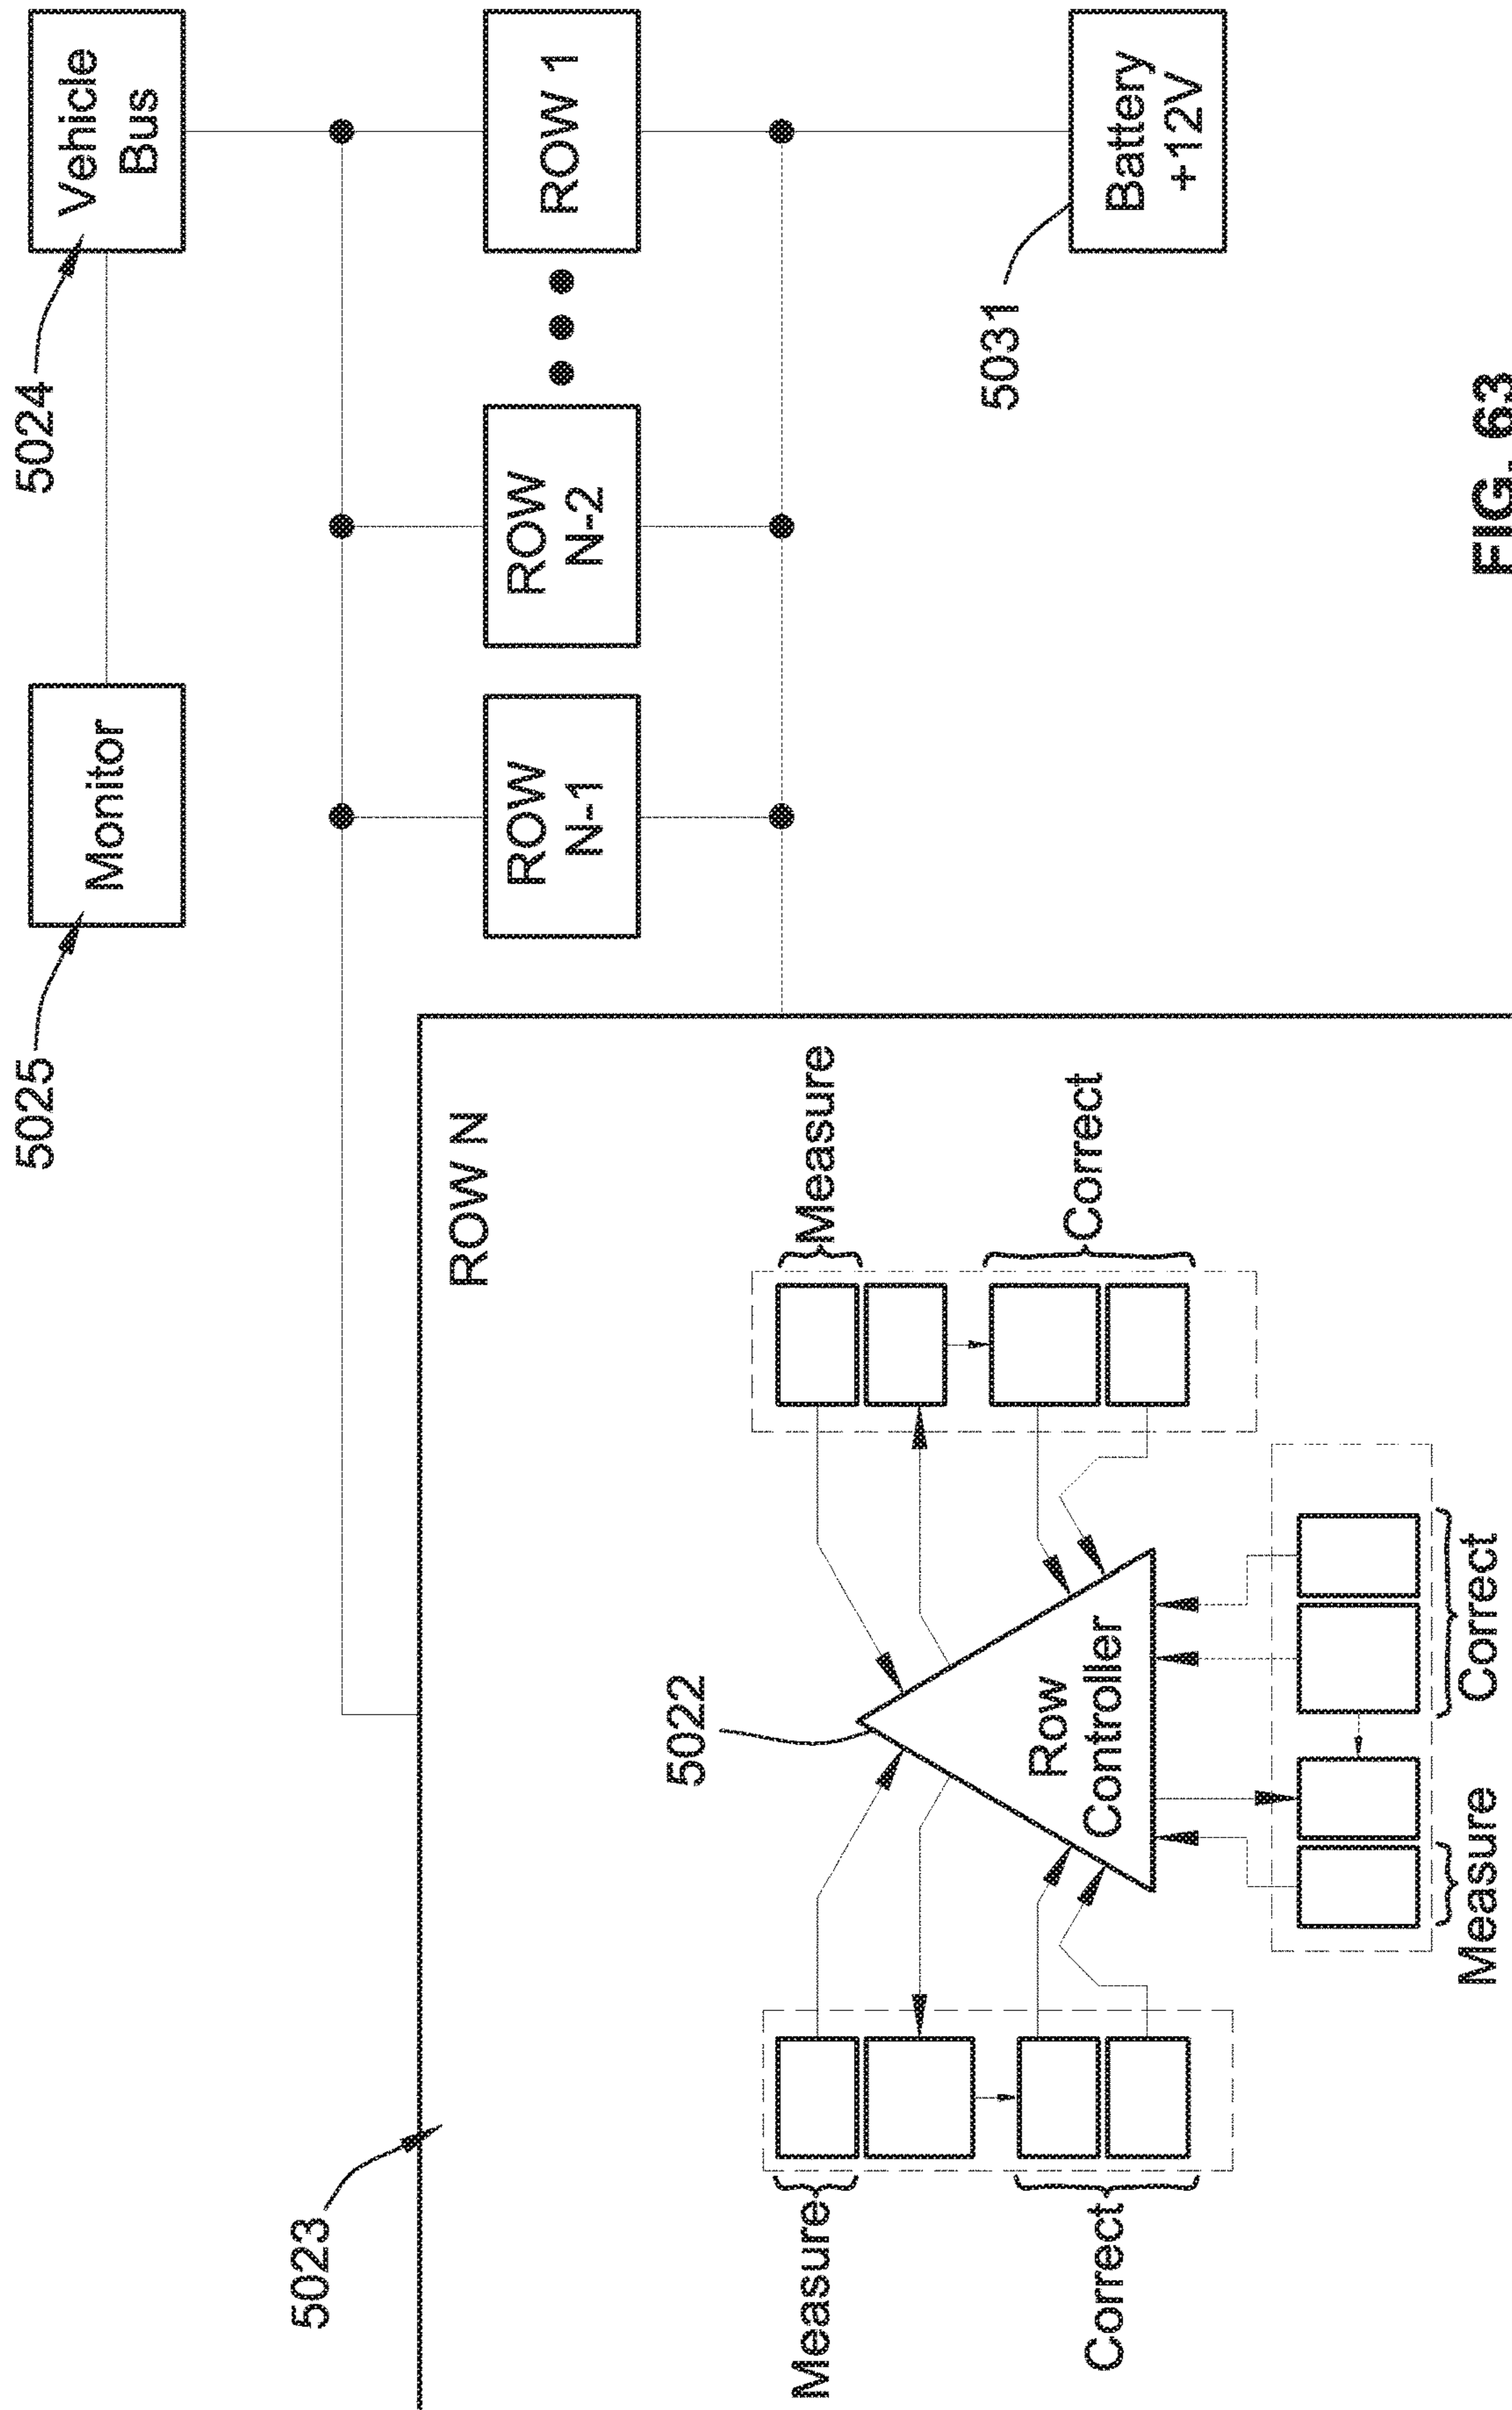 5025
5024
Monitor
Vehicle
Bus
ROW
N-1
ROW
N-2
ROW 1
5031
Battery
+12V
5023
ROW N
5022
Row
Controller
Measure
Correct
Measure
Correct
Measure
Correct
FIG. 63